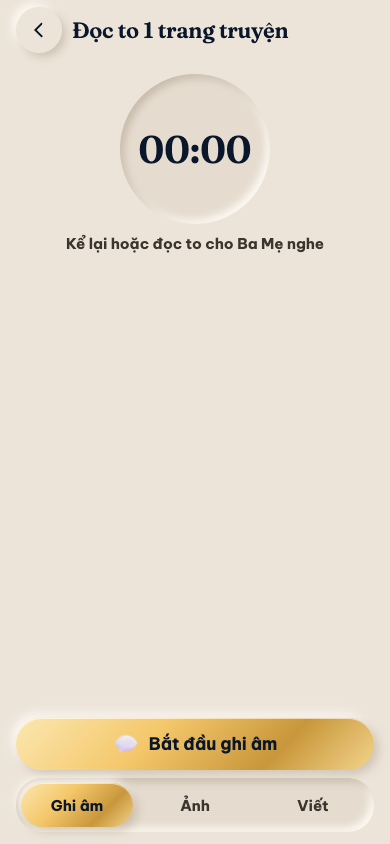 Đọc to 1 trang truyện
00:00
Kể lại hoặc đọc to cho Ba Mẹ nghe
Bắt đầu ghi âm
Ghi âm
Ảnh
Viết